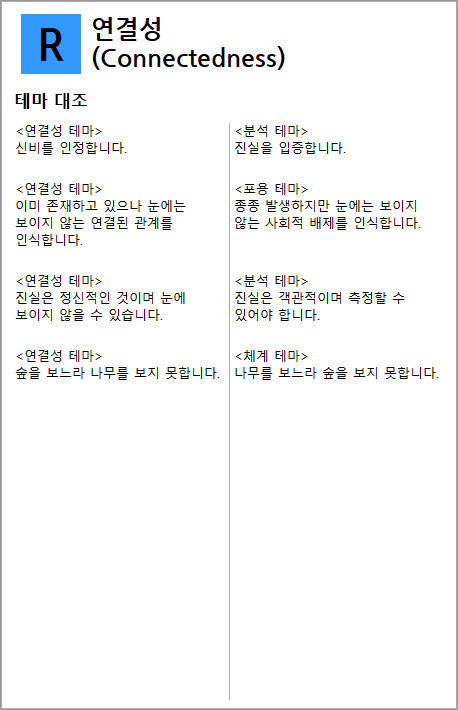 R
연결성
(Connectedness)
테마 대조
<연결성 테마>
신비를 인정합니다.
<분석 테마>
진실을 입증합니다.
<연결성 테마>
이미 존재하고 있으나 눈에는
보이지 않는 연결된 관계를
인식합니다.
<포용 테마>
종종 발생하지만 눈에는 보이지
않는 사회적 배제를 인식합니다.
<연결성 테마>
진실은 정신적인 것이며 눈에
보이지 않을 수 있습니다.
<분석 테마>
진실은 객관적이며 측정할 수
있어야 합니다.
<연결성 테마>
숲을 보느라 나무를 보지 못합니다.
<체계 테마>
나무를 보느라 숲을 보지 못합니다.